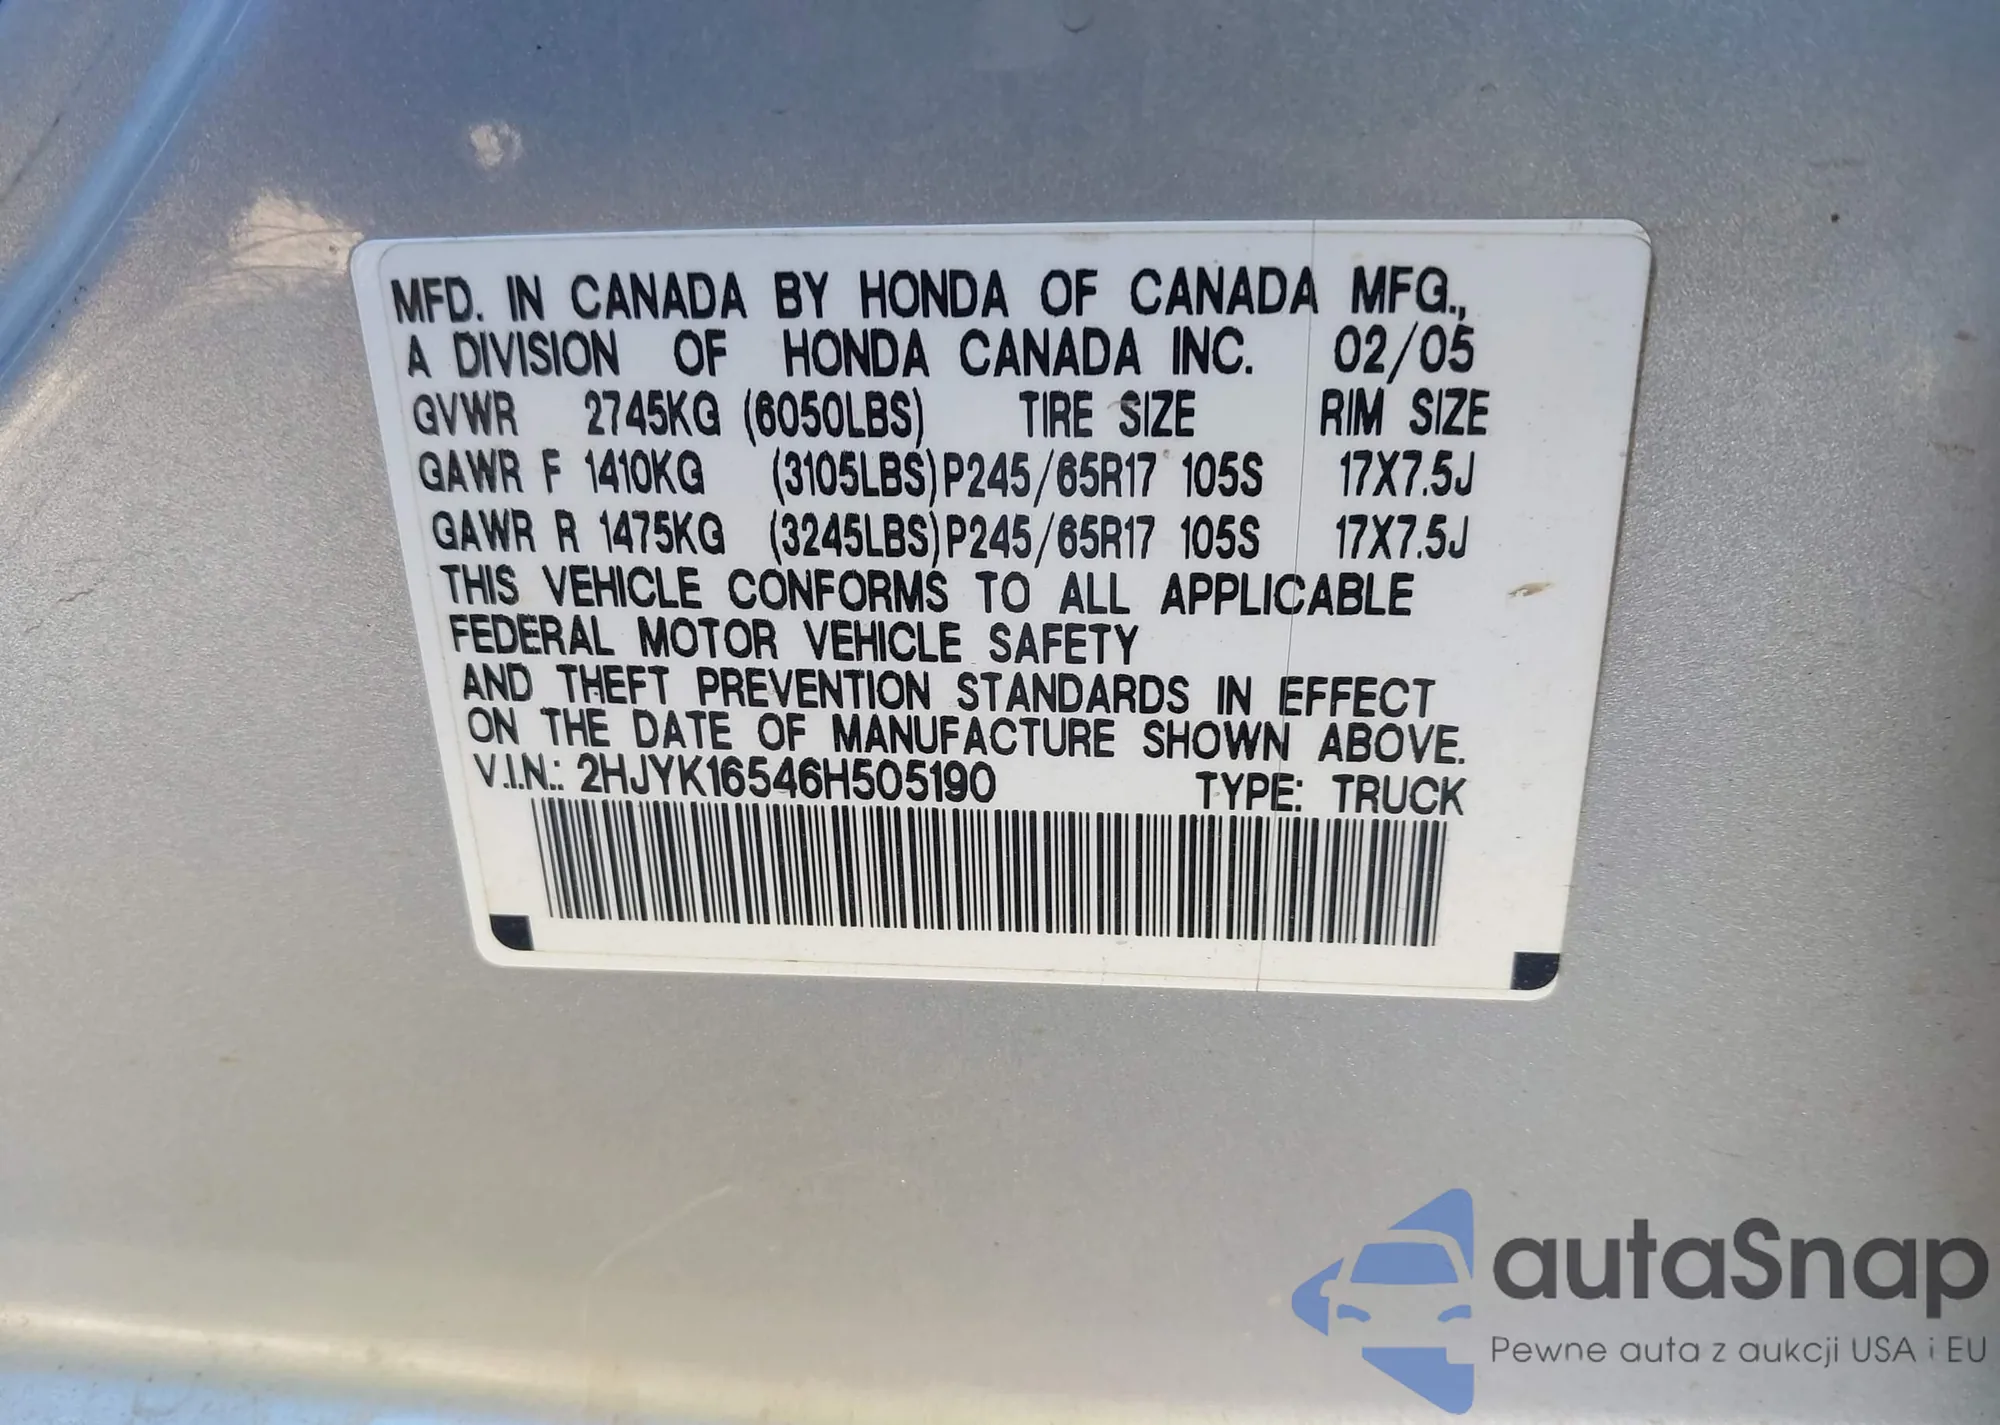 MFD. IN CANADA BY HONDA OF CANADA MFG.,
A DIVISION OF HONDA CANADA INC. 02/05
GVWR 2745KG (6050LBS) TIRE SIZE RIM SIZE
GAWR F 1410KG (3105LBS) P245/65R17 105S 17X7.5J
GAWR R 1475KG (3245LBS) P245/65R17 105S 17X7.5J
THIS VEHICLE CONFORMS TO ALL APPLICABLE
FEDERAL MOTOR VEHICLE SAFETY
AND THEFT PREVENTION STANDARDS IN EFFECT
ON THE DATE OF MANUFACTURE SHOWN ABOVE.
V.I.N.: 2HJYK16546H505190 TYPE: TRUCK
autaSnap
Pewne auta z aukcji USA i EU